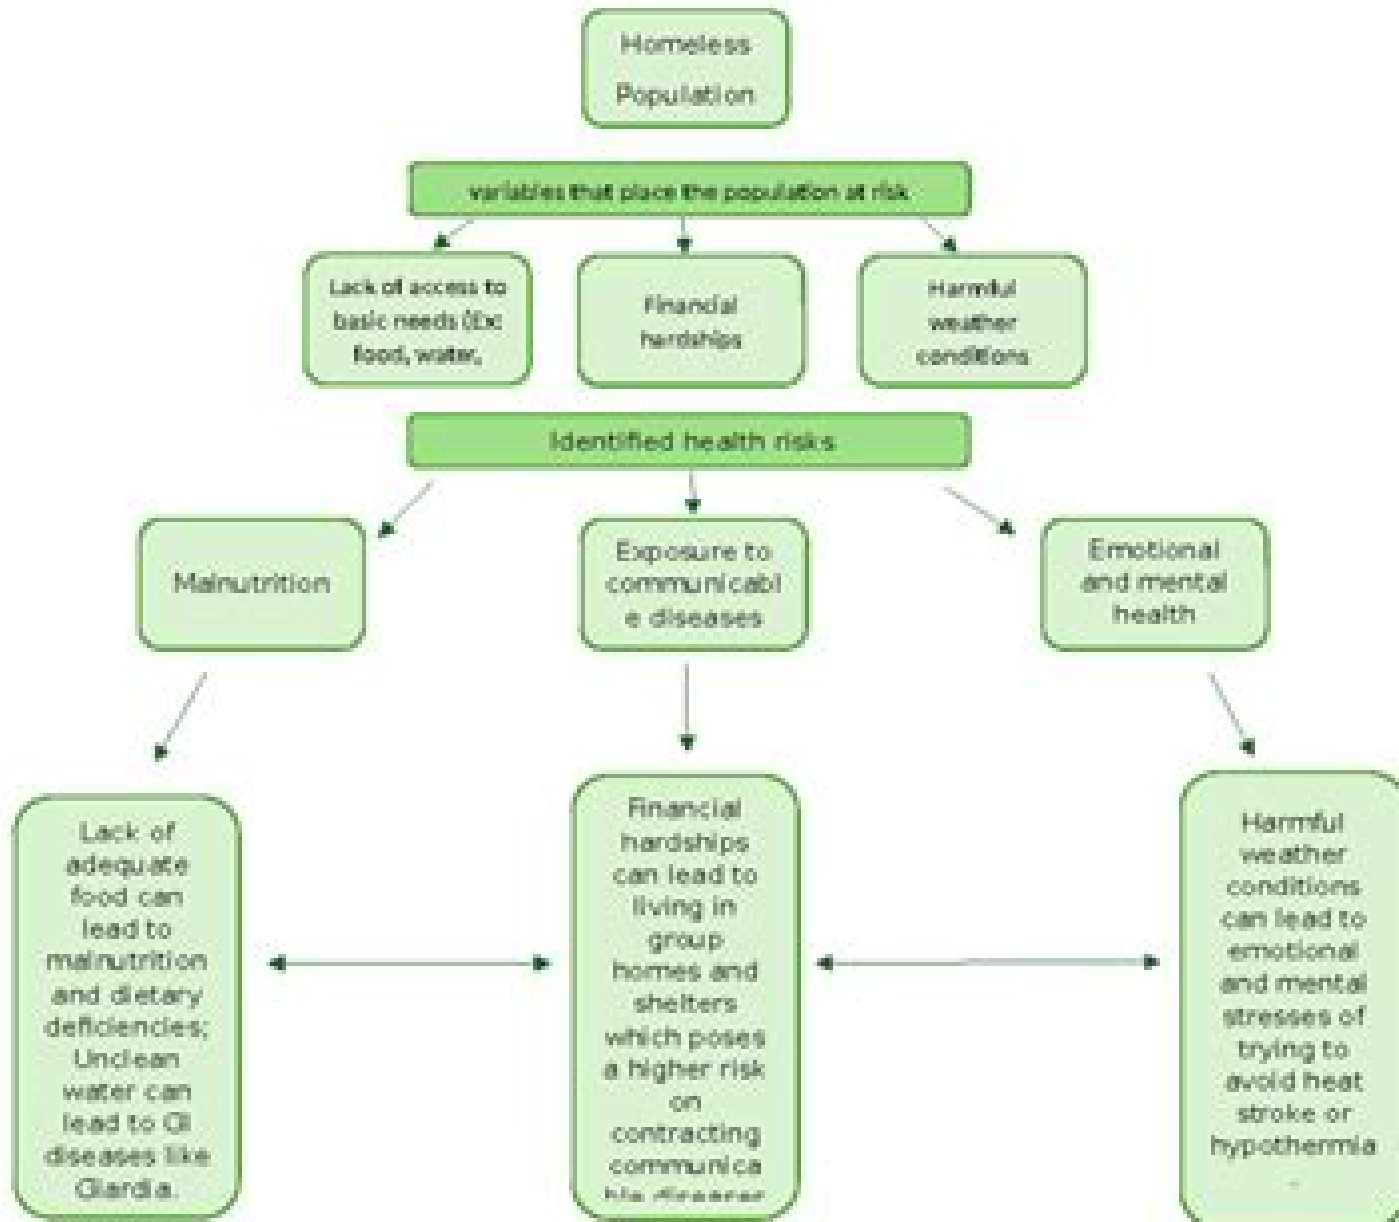 Homeless
Population
variables that place the population at risk
Lack of access to
basic needs (Ex:
food, water,
Financial
hardships
Harmful
weather
conditions
Identified health risks
Malnutrition
Exposure to
communicabl
e diseases
Emotional
and mental
health
Lack of
adequate
food can
lead to
malnutrition
and dietary
deficiencies;
Unclean
water can
lead to GI
diseases like
Giardia.
Financial
hardships
can lead to
living in
group
homes and
shelters
which poses
a higher risk
on
contracting
communica
ble diseases
Harmful
weather
conditions
can lead to
emotional
and mental
stresses of
trying to
avoid heat
stroke or
hypothermia
.